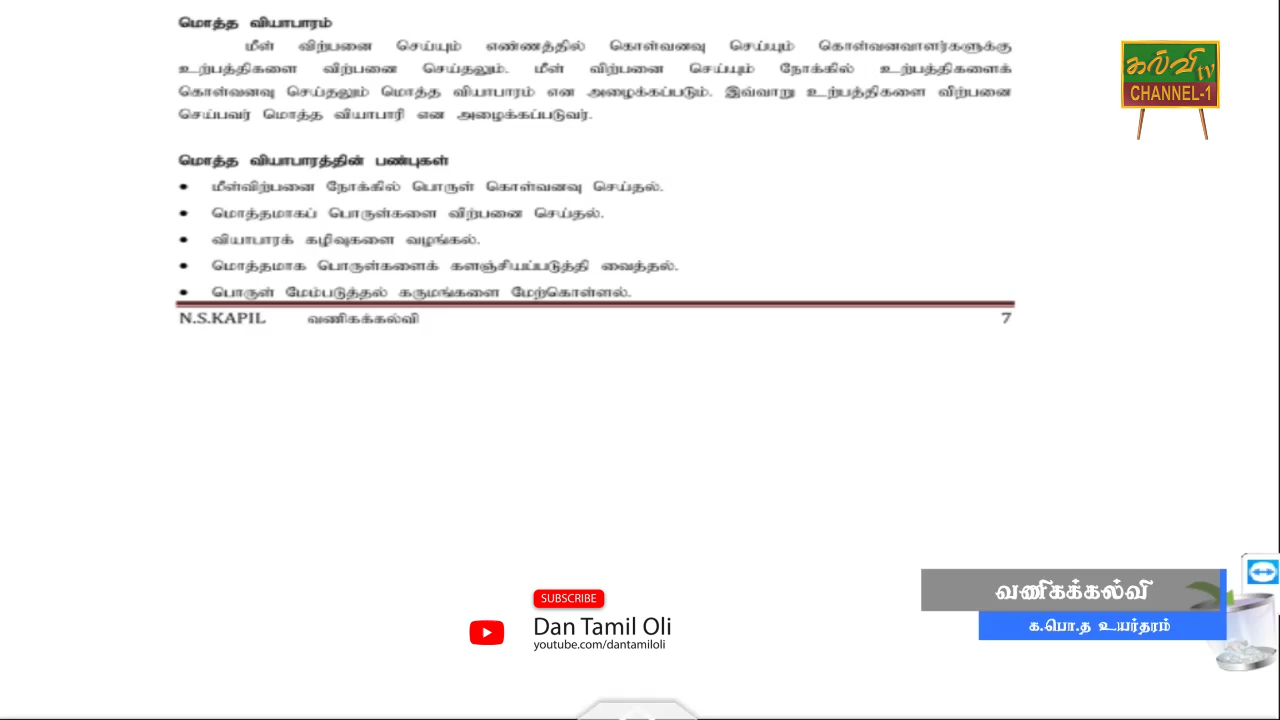 மொத்த வியாபாரம்
மீள் விற்பனை செய்யும் எண்ணத்தில் கொள்வனவு செய்யும் கொள்வனவாளர்களுக்கு
உற்பத்திகளை விற்பனை செய்தலும். மீள் விற்பனை செய்யும் நோக்கில் உற்பத்திகளைக்
கொள்வனவு செய்தலும் மொத்த வியாபாரம் என அழைக்கப்படும். இவ்வாறு உற்பத்திகளை விற்பனை
செய்பவர் மொத்த வியாபாரி என அழைக்கப்படுவர்.
மொத்த வியாபாரத்தின் பண்புகள்
• மீள்விற்பனை நோக்கில் பொருள் கொள்வனவு செய்தல்.
• மொத்தமாகப் பொருள்களை விற்பனை செய்தல்.
• வியாபாரக் கழிவுகளை வழங்கல்.
• மொத்தமாக பொருள்களைக் களஞ்சியப்படுத்தி வைத்தல்.
• பொருள் மேம்படுத்தல் கருமங்களை மேற்கொள்ளல்.
N.S.KAPIL வணிகக்கல்வி 7
கல்வி tv
CHANNEL-1
SUBSCRIBE
Dan Tamil Oli
youtube.com/dantamiloli
வணிகக்கல்வி
க.பொ.த உயர்தரம்